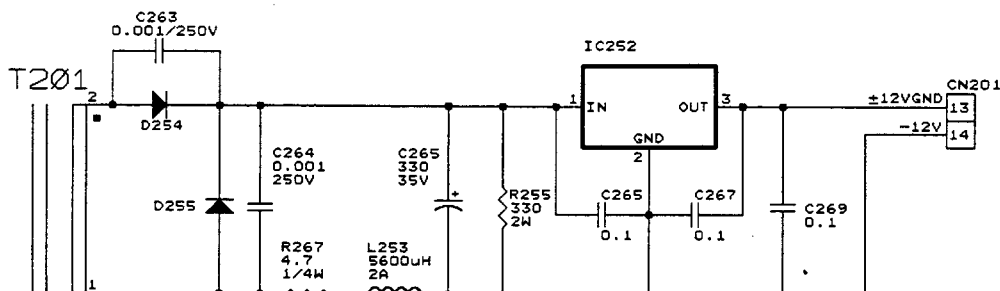 C263
0.001/250V
T201
2
D254
C264
0.001
250V
D255
R267
4.7
1/4W
L253
5600uH
2A
1
C265
330
35V
+
R255
330
2W
IC252
1
IN
OUT
3
GND
2
C265
0.1
C267
0.1
C269
0.1
±12VGND
-12V
CN201
13
14